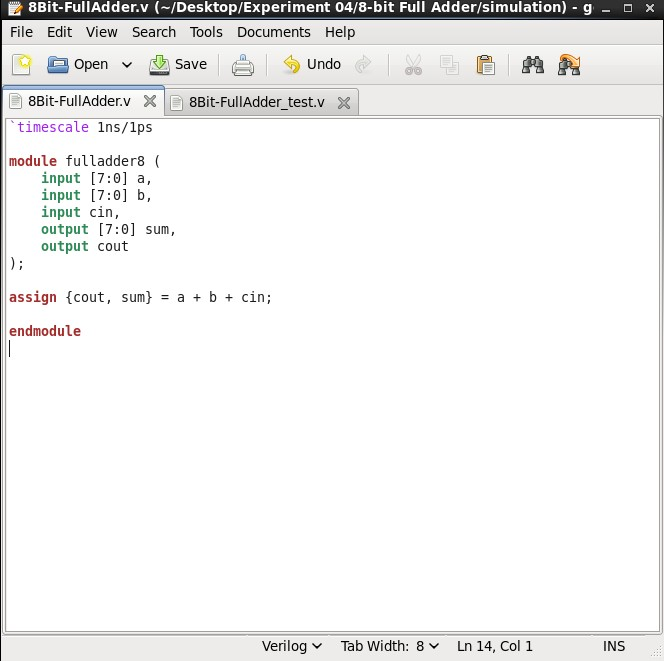 8Bit-FullAdder.v (~/Desktop/Experiment 04/8-bit Full Adder/simulation) - g
File Edit View Search Tools Documents Help
Open Save Undo
8Bit-FullAdder.v 8Bit-FullAdder_test.v
`timescale 1ns/1ps
module fulladder8 (
    input [7:0] a,
    input [7:0] b,
    input cin,
    output [7:0] sum,
    output cout
);
assign {cout, sum} = a + b + cin;
endmodule
Verilog Tab Width: 8 Ln 14, Col 1 INS